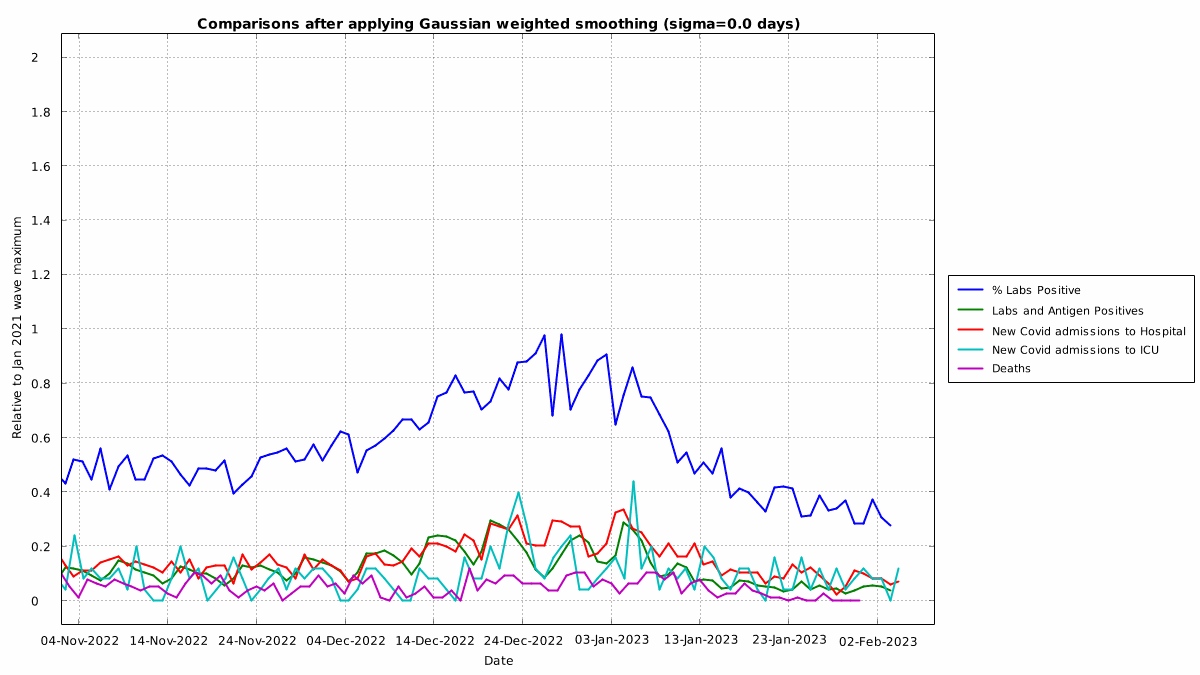 Comparisons after applying Gaussian weighted smoothing (sigma=0.0 days)
2
1.8
1.6
1.4
1.2
1
0.8
0.6
0.4
0.2
0
Relative to Jan 2021 wave maximum
04-Nov-2022 14-Nov-2022 24-Nov-2022 04-Dec-2022 14-Dec-2022 24-Dec-2022 03-Jan-2023 13-Jan-2023 23-Jan-2023 02-Feb-2023
Date
% Labs Positive
Labs and Antigen Positives
New Covid admissions to Hospital
New Covid admissions to ICU
Deaths